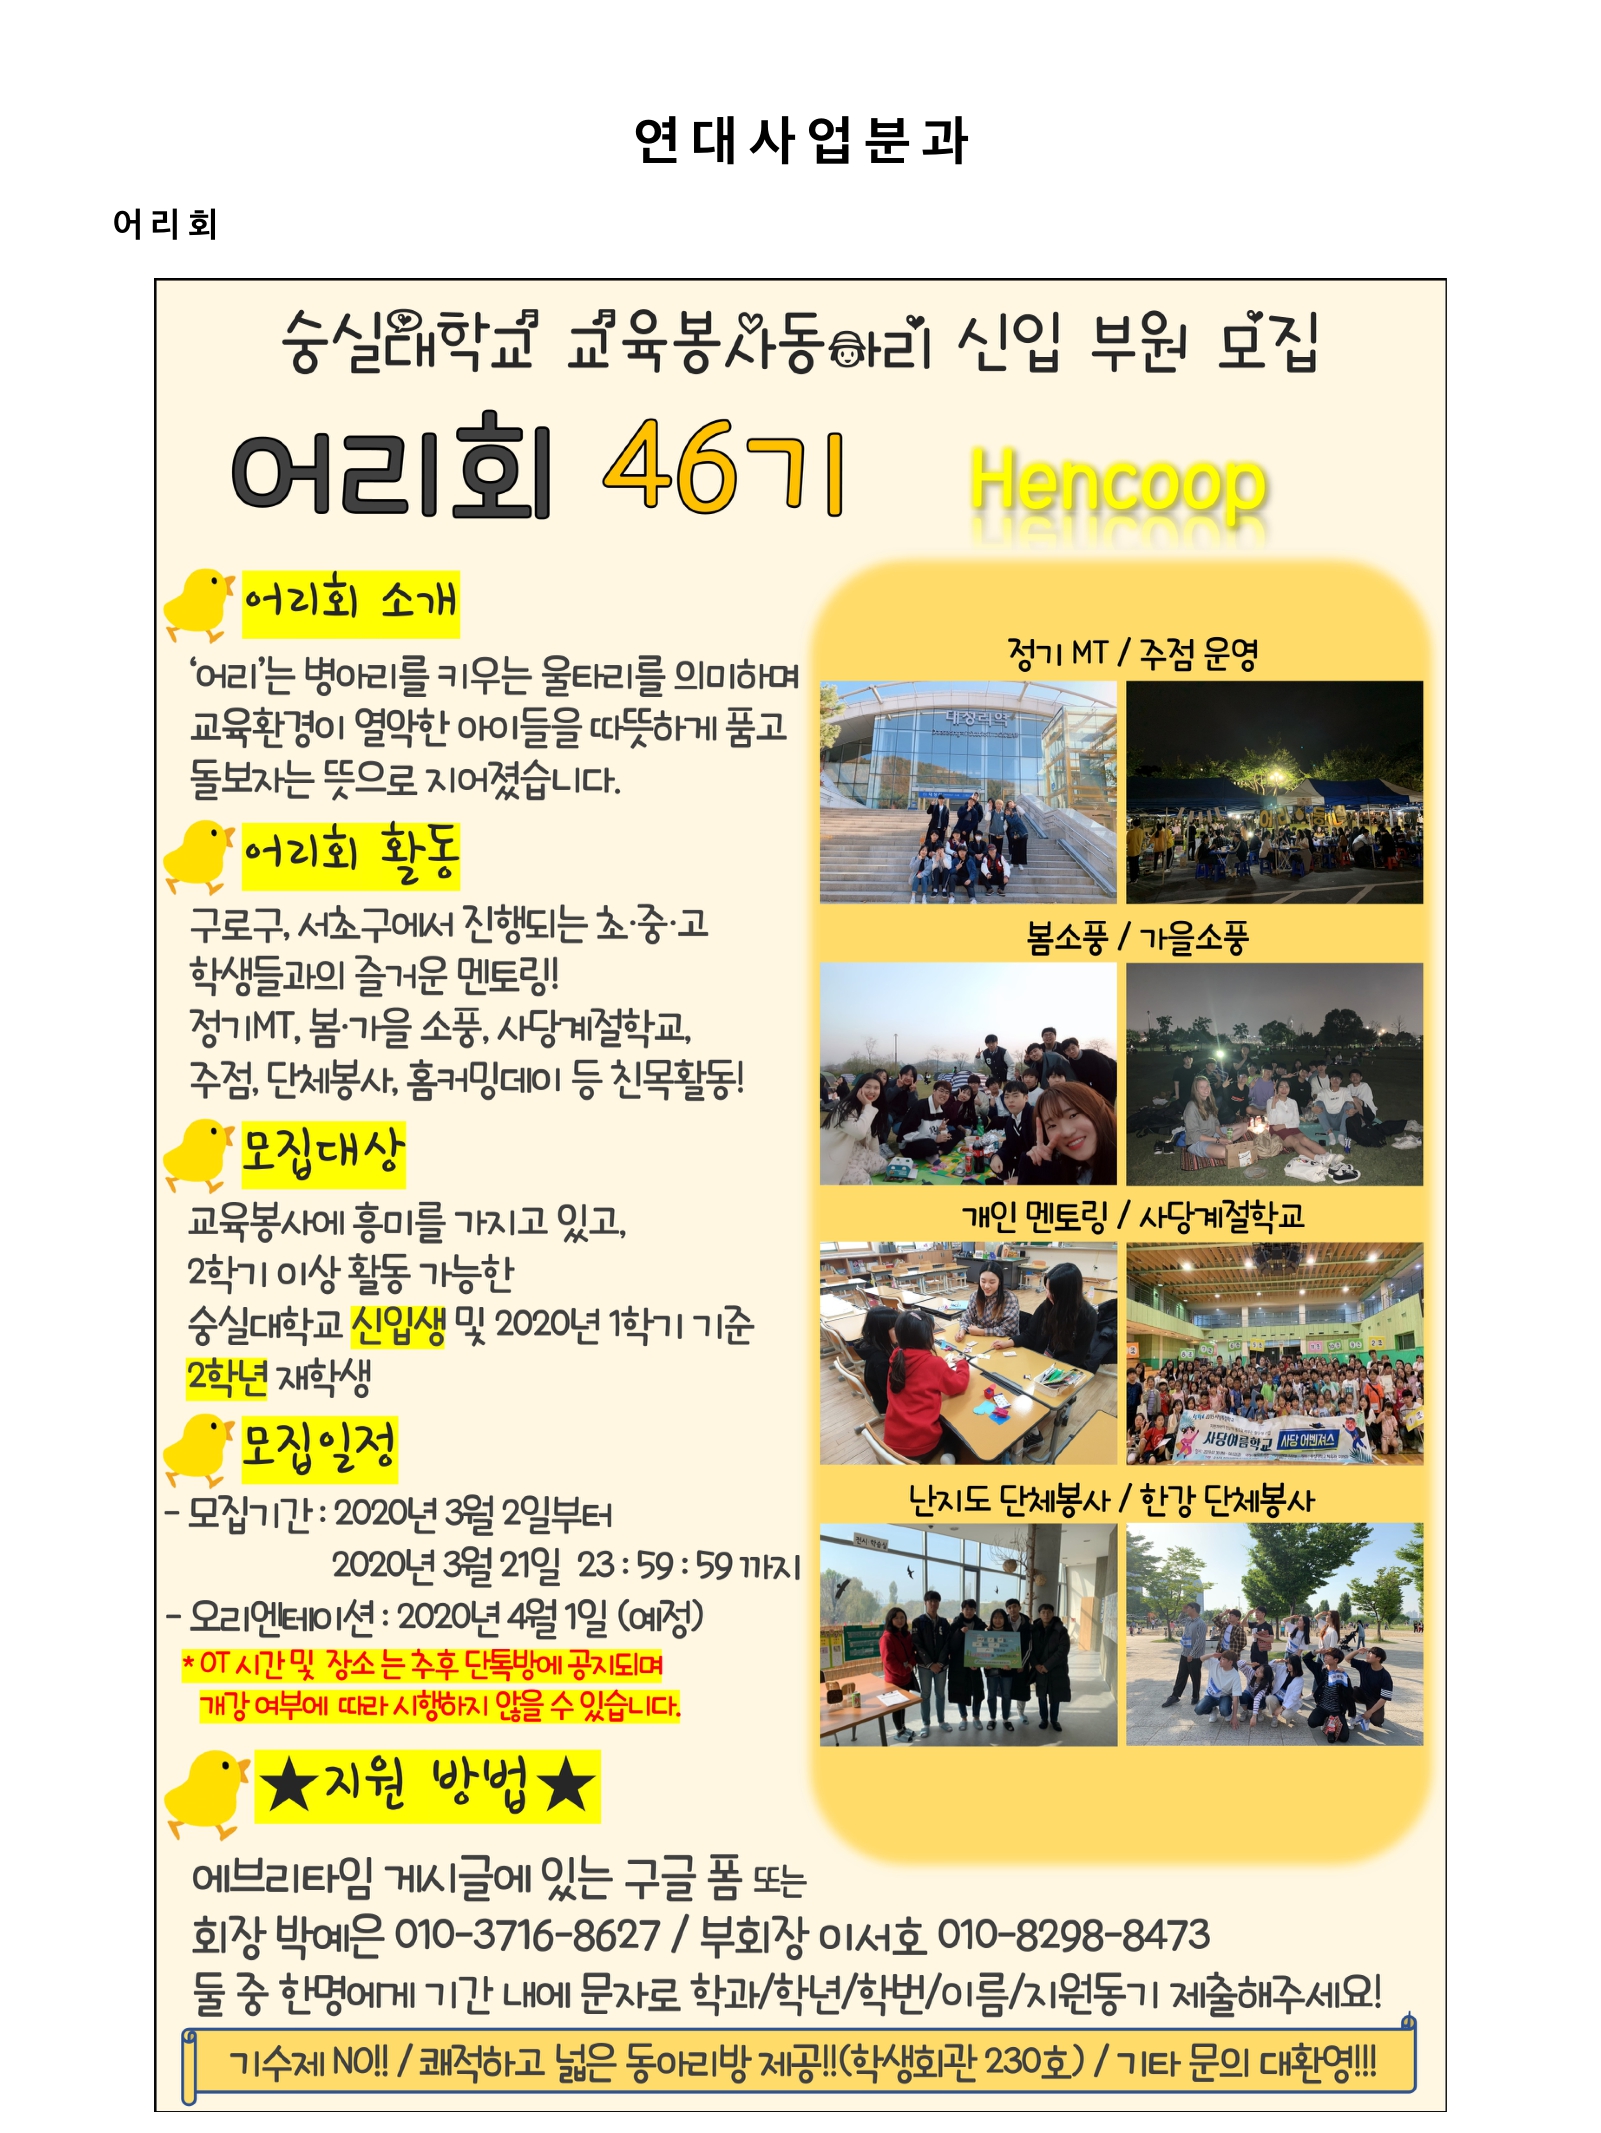 연대사업분과
어리회
숭실대학교 교육봉사동아리 신입 부원 모집
어리회 46기
Hencoop
어리회 소개
‘어리’는 병아리를 키우는 울타리를 의미하며
교육환경이 열악한 아이들을 따뜻하게 품고
돌보자는 뜻으로 지어졌습니다.
어리회 활동
구로구, 서초구에서 진행되는 초·중·고
학생들과의 즐거운 멘토링!
정기MT, 봄·가을 소풍, 사당계절학교,
주점, 단체봉사, 홈커밍데이 등 친목활동!
모집대상
교육봉사에 흥미를 가지고 있고,
2학기 이상 활동 가능한
숭실대학교 신입생 및 2020년 1학기 기준
2학년 재학생
모집일정
- 모집기간 : 2020년 3월 2일부터
2020년 3월 21일 23 : 59 : 59 까지
- 오리엔테이션 : 2020년 4월 1일 (예정)
* OT 시간 및 장소 는 추후 단톡방에 공지되며
개강 여부에 따라 시행하지 않을 수 있습니다.
정기 MT / 주점 운영
대성리역
봄소풍 / 가을소풍
개인 멘토링 / 사당계절학교
사당여름학교 사당 어벤져스
난지도 단체봉사 / 한강 단체봉사
★지원 방법★
에브리타임 게시글에 있는 구글 폼 또는
회장 박예은 010-3716-8627 / 부회장 이서호 010-8298-8473
둘 중 한명에게 기간 내에 문자로 학과/학년/학번/이름/지원동기 제출해주세요!
기수제 NO!! / 쾌적하고 넓은 동아리방 제공!!(학생회관 230호) / 기타 문의 대환영!!!